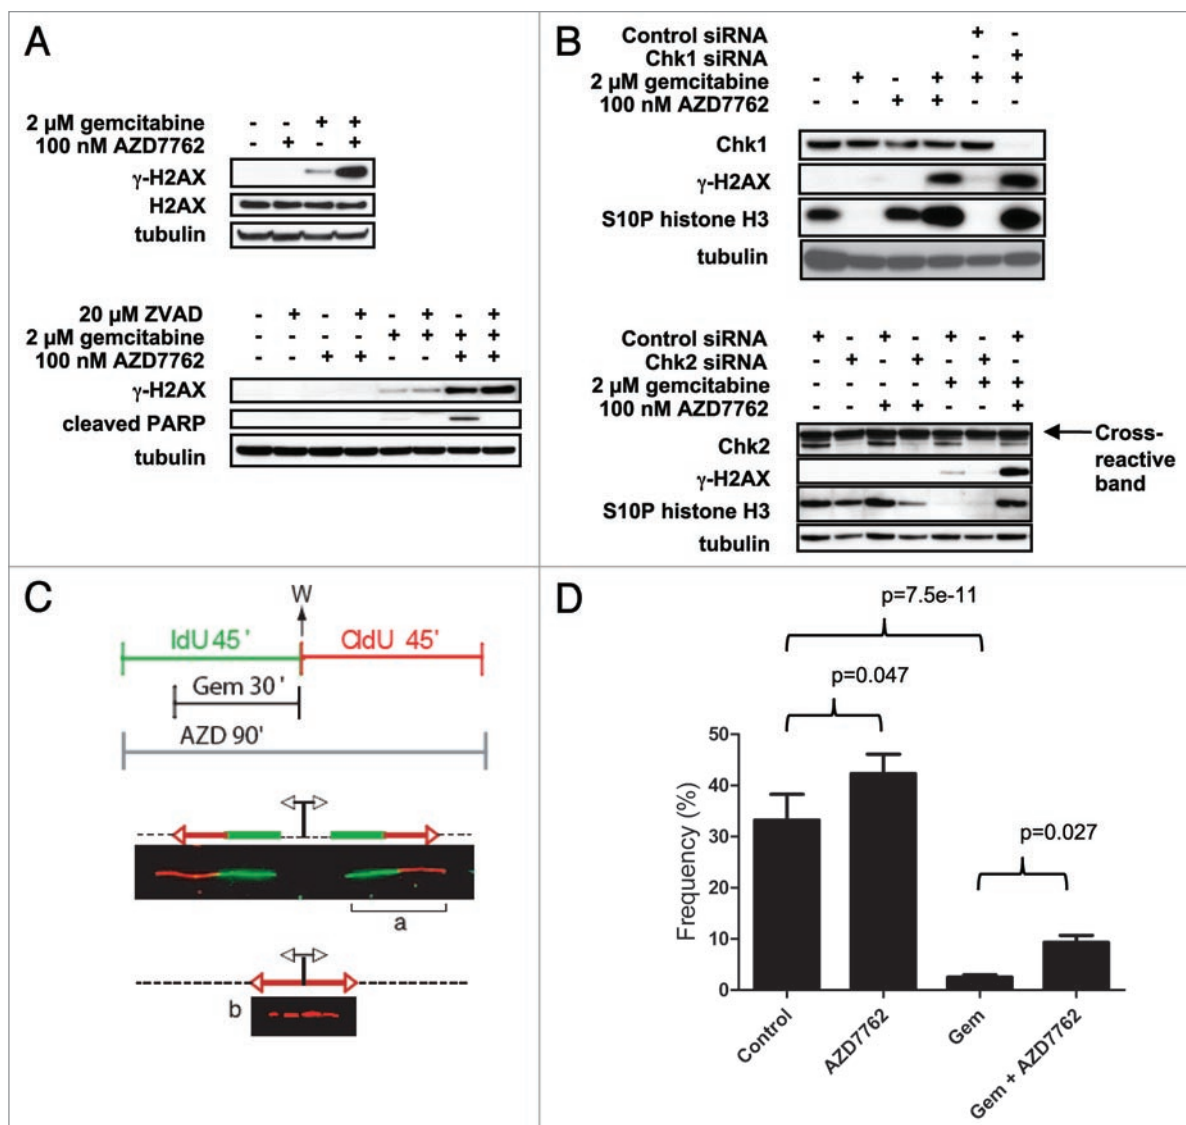 A
2 µM gemcitabine - - + +
100 nM AZD7762 - + - +
γ-H2AX
H2AX
tubulin
20 µM ZVAD - + - + - + - +
2 µM gemcitabine - - - - + + + +
100 nM AZD7762 - - + + - - + +
γ-H2AX
cleaved PARP
tubulin
B
Control siRNA + -
Chk1 siRNA - +
2 µM gemcitabine - + - + + +
100 nM AZD7762 - - + + - -
Chk1
γ-H2AX
S10P histone H3
tubulin
Control siRNA + - + - + - +
Chk2 siRNA - + - + - + -
2 µM gemcitabine - - - - + + +
100 nM AZD7762 - - + + - - +
Chk2
Cross-
reactive
band
γ-H2AX
S10P histone H3
tubulin
C
W
IdU 45' CldU 45'
Gem 30'
AZD 90'
a
b
D
p=7.5e-11
p=0.047
p=0.027
Frequency (%)
50
40
30
20
10
0
Control
AZD7762
Gem
Gem + AZD7762